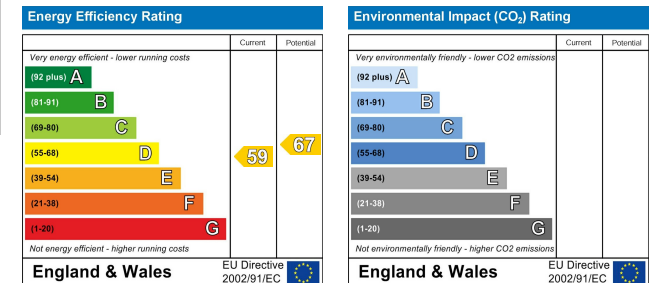 Energy Efficiency Rating
Current Potential
Very energy efficient - lower running costs
(92 plus) A
(81-91) B
(69-80) C
(55-68) D
(39-54) E
(21-38) F
(1-20) G
59
67
Not energy efficient - higher running costs
England & Wales
EU Directive
2002/91/EC
Environmental Impact (CO₂) Rating
Current Potential
Very environmentally friendly - lower CO2 emissions
(92 plus) A
(81-91) B
(69-80) C
(55-68) D
(39-54) E
(21-38) F
(1-20) G
Not environmentally friendly - higher CO2 emissions
England & Wales
EU Directive
2002/91/EC